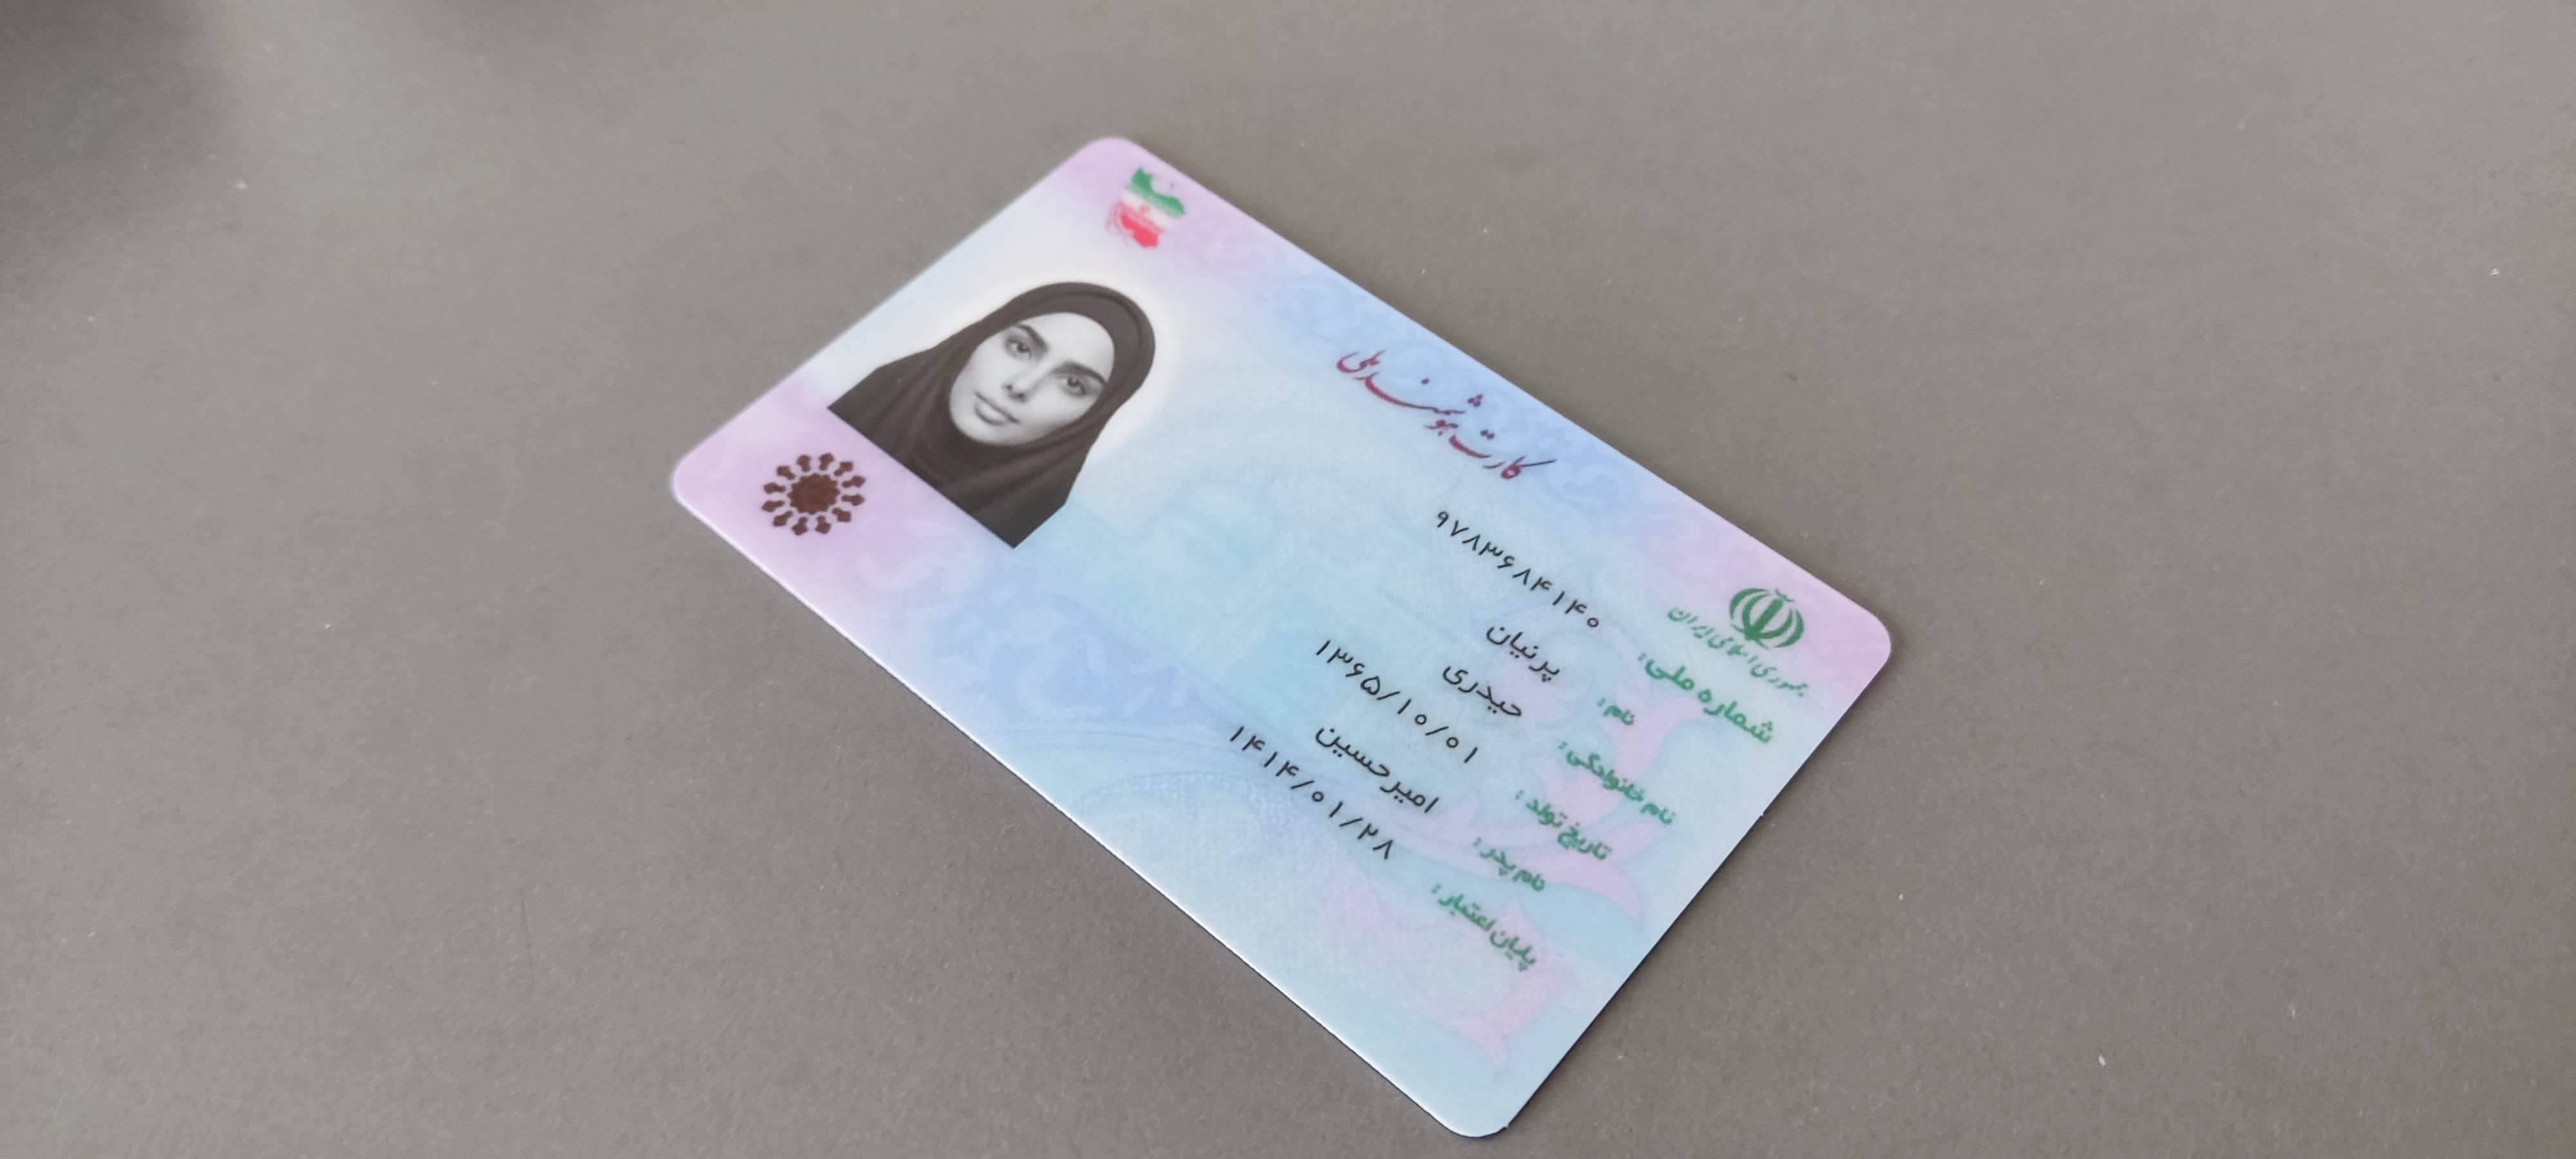 کارت هوشمند ملی
جمهوری اسلامی ایران
شماره ملی: ۹۷۸۳۶۸۴۱۴۰
نام: پرنیان
نام خانوادگی: حیدری
تاریخ تولد: ۱۳۶۵/۱۰/۰۱
نام پدر: امیرحسین
پایان اعتبار: ۱۴۱۴/۰۱/۲۸